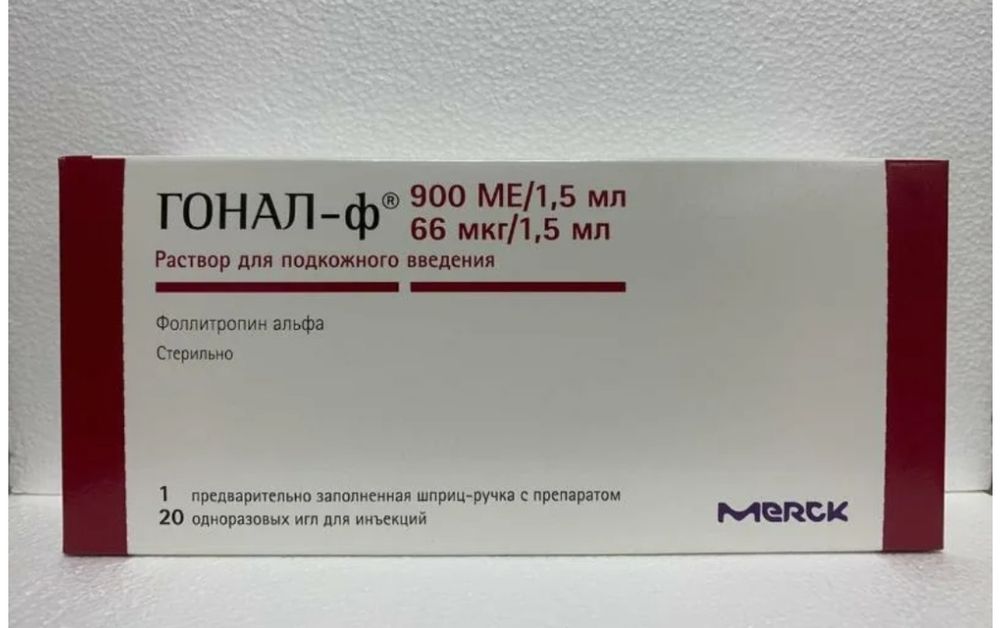 ГОНАЛ-ф® 900 МЕ/1,5 мл
66 мкг/1,5 мл
Раствор для подкожного введения
Фоллитропин альфа
Стерильно
1 предварительно заполненная шприц-ручка с препаратом
20 одноразовых игл для инъекций
MERCK